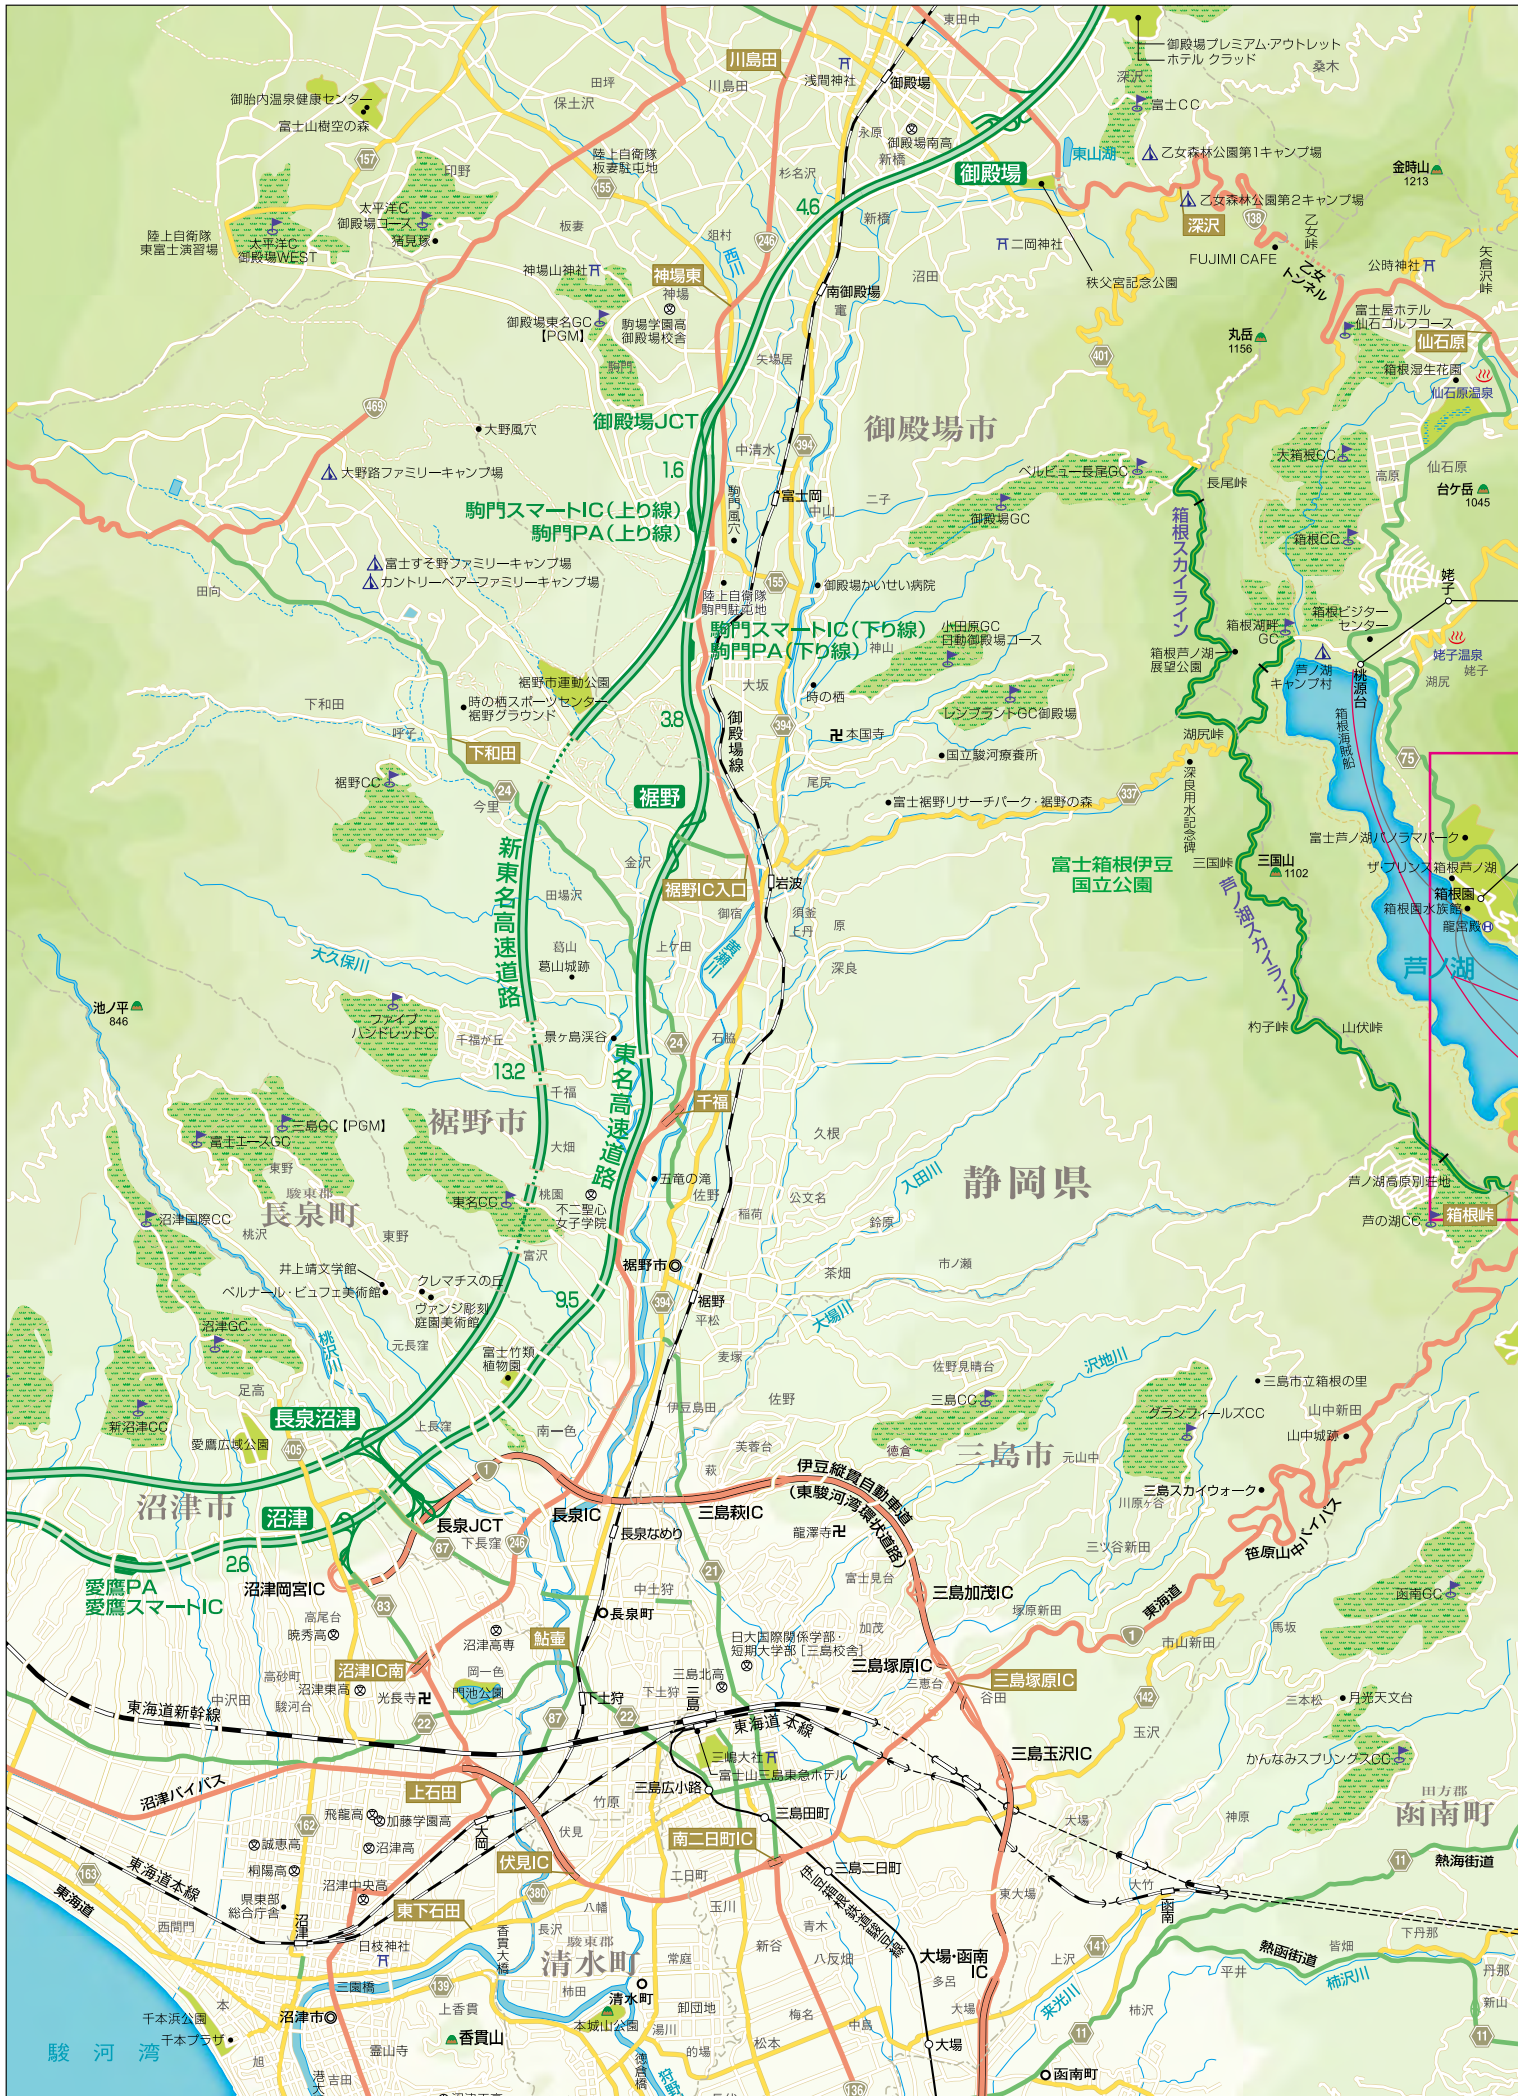 東田中
御殿場プレミアム・アウトレット
ホテル クラッド
川島田
浅間神社
御殿場
深沢
桑木
田坪
川島田
御胎内温泉健康センター
保土沢
富士CC
富士山樹空の森
永原
御殿場南高
新橋
157
陸上自衛隊
板妻駐屯地
155
印野
杉名沢
御殿場
東山湖
乙女森林公園第1キャンプ場
金時山
1213
太平洋C
御殿場コース
猪見塚
4.6
新橋
乙女森林公園第2キャンプ場
深沢
138
乙女峠
陸上自衛隊
東富士演習場
太平洋C
御殿場WEST
板妻
狙村
西川
246
二岡神社
FUJIMI CAFE
乙女
トンネル
公時神社
矢倉沢峠
神場山神社
神場
神場東
沼田
秩父宮記念公園
南御殿場
竈
御殿場東名GC
【PGM】
駒場学園高
御殿場校舎
駒門
矢場居
富士屋ホテル
仙石ゴルフコース
仙石原
丸岳
1156
401
箱根湿生花園
仙石原温泉
469
大野風穴
御殿場JCT
御殿場市
394
中清水
大野路ファミリーキャンプ場
1.6
ベルビュー長尾GC
大箱根CC
長尾峠
高原
仙石原
台ケ岳
1045
駒門スマートIC(上り線)
駒門PA(上り線)
駒門風穴
富士岡
中山
二子
御殿場GC
箱根スカイライン
箱根CC
富士すそ野ファミリーキャンプ場
カントリーベアーファミリーキャンプ場
田向
155
御殿場かいせい病院
陸上自衛隊
駒門駐屯地
姥子
駒門スマートIC(下り線)
駒門PA(下り線)
小田原GC
日動御殿場コース
神山
箱根湖畔
GC
箱根ビジター
センター
箱根芦ノ湖
展望公園
芦ノ湖
キャンプ村
姥子温泉
姥子
湖尻
桃源台
裾野市運動公園
時の栖スポーツセンター
裾野グラウンド
下和田
呼子
大坂
時の栖
レンブラントGC御殿場
3.8
御殿場線
394
本国寺
湖尻峠
箱根海賊船
下和田
国立駿河療養所
75
裾野CC
24
今里
裾野
尾尻
富士裾野リサーチパーク・裾野の森
337
深良用水記念碑
富士芦ノ湖パノラマパーク
新東名高速道路
金沢
三国峠
三国山
1102
富士箱根伊豆
国立公園
ザ・プリンス箱根芦ノ湖
裾野IC入口
岩波
田場沢
御宿
須釜
上丹
原
箱根園
箱根園水族館
龍宮殿
芦ノ湖スカイライン
大久保川
葛山
葛山城跡
上ケ田
黄瀬川
深良
芦ノ湖
池ノ平
846
ファイブ
ハンドレッドC
千福が丘
景ヶ島渓谷
杓子峠
山伏峠
24
石脇
13.2
東名高速道路
千福
千福
三島GC【PGM】
富士エースGC
裾野市
大畑
久根
静岡県
入田川
東野
五竜の滝
佐野
駿東郡
長泉町
東名CC
桃園
不二聖心
女子学院
公文名
芦ノ湖高原別荘地
沼津国際CC
桃沢
東野
稲荷
鈴原
芦の湖CC
箱根峠
富沢
井上靖文学館
クレマチスの丘
裾野市
茶畑
市ノ瀬
ベルナール・ビュフェ美術館
ヴァンジ彫刻
庭園美術館
9.5
394
裾野
平松
大場川
沼津GC
桃沢川
元長窪
富士竹類
植物園
麦塚
佐野見晴台
沢地川
足高
佐野
三島CC
三島市立箱根の里
新沼津CC
長泉沼津
伊豆島田
グランフィールズCC
山中新田
山中城跡
愛鷹広域公園
405
上長窪
南一色
芙蓉台
徳倉
三島市
元山中
萩
伊豆縦貫自動車道
(東駿河湾環状道路)
1
三島スカイウォーク
川原ヶ谷
沼津市
沼津
長泉JCT
長泉IC
三島萩IC
長泉なめり
龍澤寺
笹原山中バイパス
2.6
87
下長窪
246
三ツ谷新田
愛鷹PA
愛鷹スマートIC
沼津岡宮IC
21
富士見台
三島加茂IC
函南GC
83
中土狩
長泉町
塚原新田
東海道
高尾台
暁秀高
沼津高専
鮎壷
加茂
日大国際関係学部・
短期大学部[三島校舎]
1
市山新田
馬坂
沼津IC南
岡一色
三島北高
三島塚原IC
三恵台
三島塚原IC
高砂町
沼津東高
光長寺
門池公園
下土狩
下土狩
三島
谷田
142
三本松
月光天文台
中沢田
駿河台
東海道新幹線
22
87
22
東海道本線
玉沢
三島玉沢IC
かんなみスプリングスCC
三嶋大社
富士山三島東急ホテル
上石田
沼津バイパス
三島広小路
竹原
田方郡
函南町
飛龍高
加藤学園高
162
三島田町
大場
神原
誠恵高
沼津高
大岡
伏見
南二日町IC
桐陽高
伏見IC
三島二日町
熱海街道
11
163
東海道本線
沼津中央高
二日町
伊豆箱根鉄道駿豆線
大竹
東海道
県東部
総合庁舎
380
八幡
東大場
函南
西間門
沼津
東下石田
香貫大橋
長沢
玉川
青木
下丹那
日枝神社
駿東郡
清水町
常庭
新谷
八反畑
大場・函南
IC
141
上沢
熱函街道
皆畑
三園橋
139
柿田
清水町
多呂
平井
柿沢川
丹那
千本浜公園
本
沼津市
上香貫
卸団地
梅名
大場
来光川
柿沢
新山
千本プラザ
香貫山
本城山公園
湯川
中島
11
11
駿河湾
旭
霊山寺
的場
松本
大場
港大
吉田
徳倉橋
狩野
136
函南町